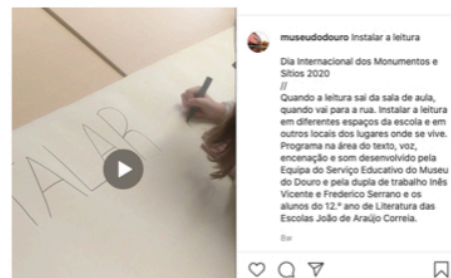 TALAR
museudodouro Instalar a leitura
Dia Internacional dos Monumentos e
Sítios 2020
//
Quando a leitura sai da sala de aula,
quando vai para a rua. Instalar a leitura
em diferentes espaços da escola e em
outros locais dos lugares onde se vive.
Programa na área do texto, voz,
encenação e som desenvolvido pela
Equipa do Serviço Educativo do Museu
do Douro e pela dupla de trabalho Inês
Vicente e Frederico Serrano e os
alunos do 12.º ano de Literatura das
Escolas João de Araújo Correia.
8w